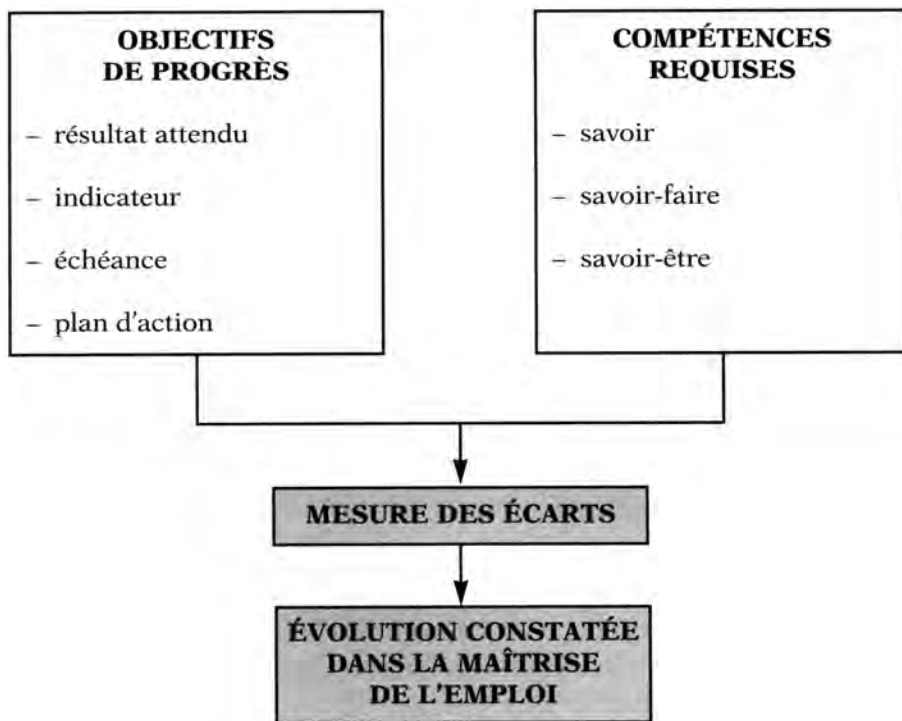 OBJECTIFS
DE PROGRÈS
– résultat attendu
– indicateur
– échéance
– plan d'action
COMPÉTENCES
REQUISES
– savoir
– savoir-faire
– savoir-être
MESURE DES ÉCARTS
ÉVOLUTION CONSTATÉE
DANS LA MAÎTRISE
DE L'EMPLOI